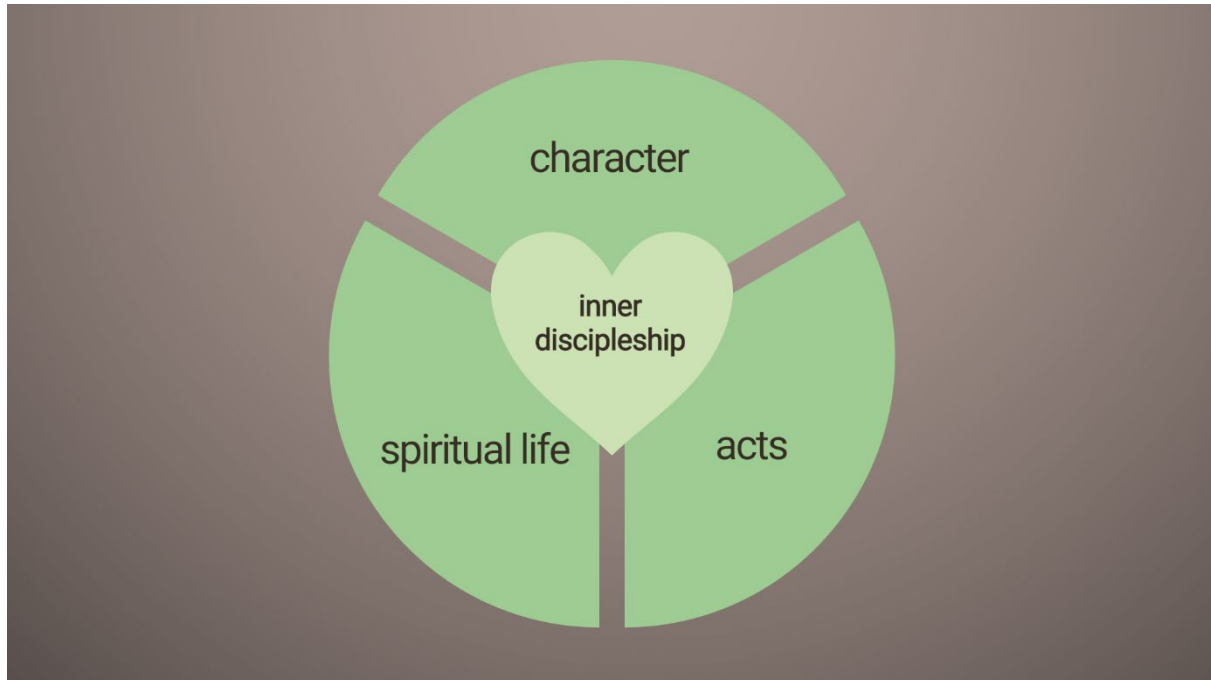 character
inner
discipleship
spiritual life
acts